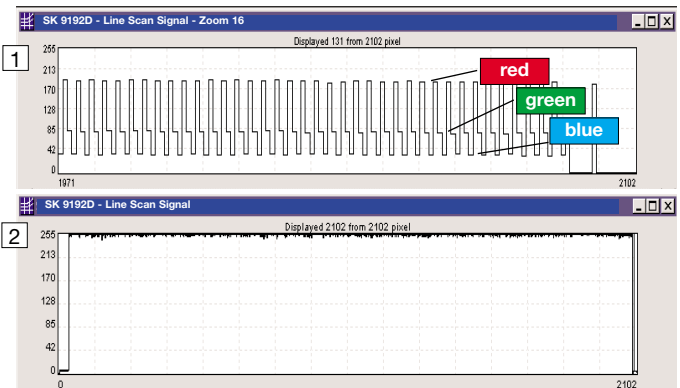 SK 9192D - Line Scan Signal - Zoom 16
1
Displayed 131 from 2102 pixel
255
213
170
128
85
42
0
red
green
blue
1971
2102
SK 9192D - Line Scan Signal
2
Displayed 2102 from 2102 pixel
255
213
170
128
85
42
0
0
2102